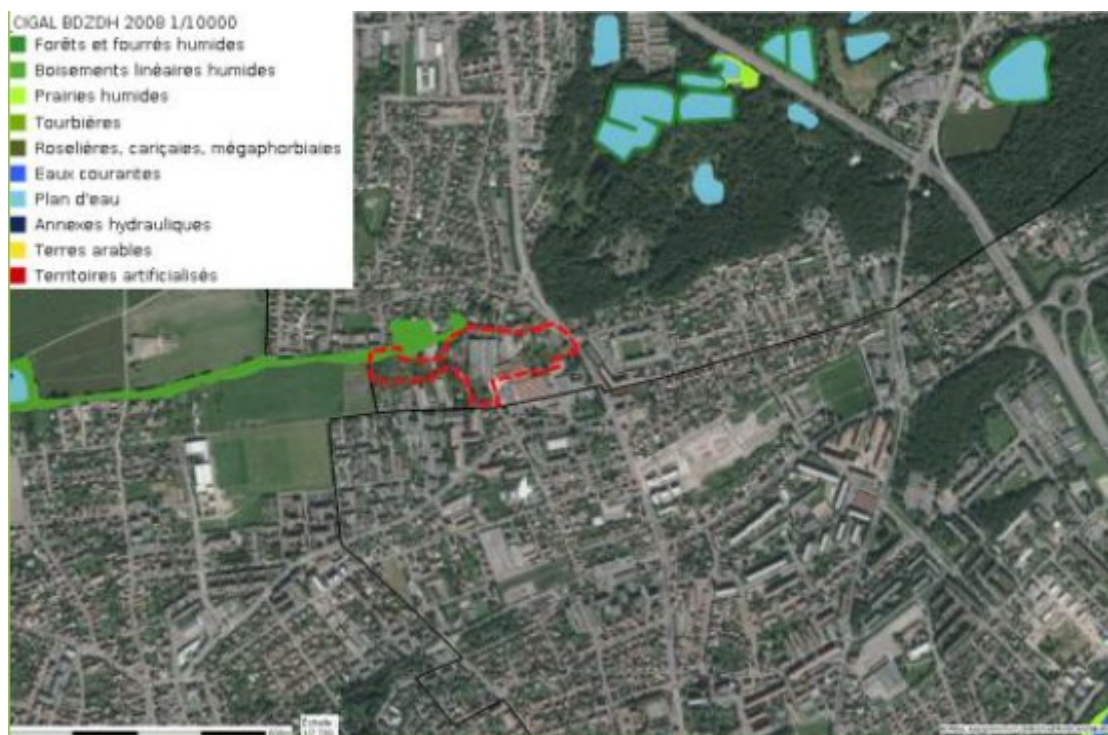 CIGAL BDZDH 2008 1/10000
Forêts et fourrés humides
Boisements linéaires humides
Prairies humides
Tourbières
Roselières, cariçaies, mégaphorbiaies
Eaux courantes
Plan d'eau
Annexes hydrauliques
Terres arables
Territoires artificialisés
Echelle